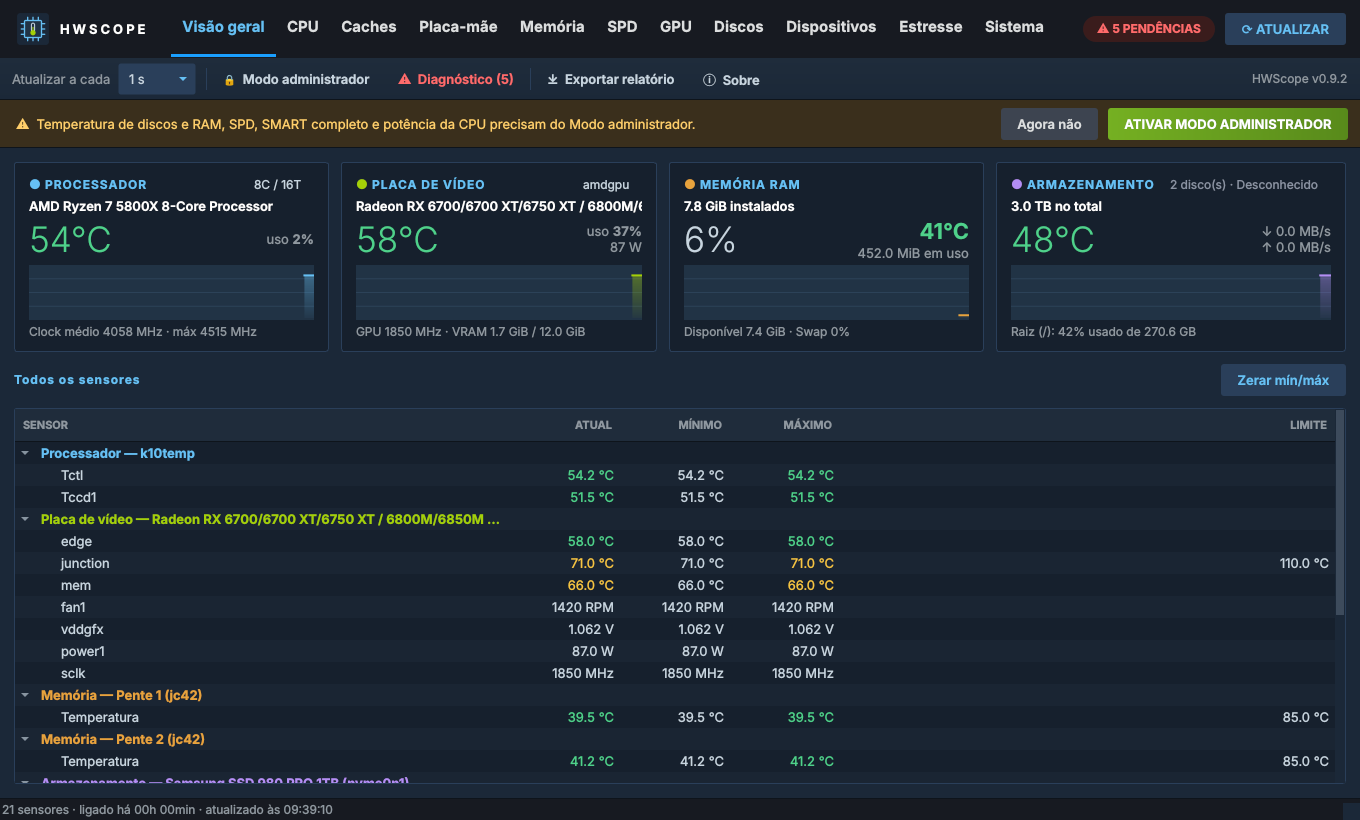 HWSCOPE
Visão geral CPU Caches Placa-mãe Memória SPD GPU Discos Dispositivos Estresse Sistema
5 PENDÊNCIAS
⟳ ATUALIZAR
Atualizar a cada 1 s
Modo administrador
Diagnóstico (5)
Exportar relatório
Sobre
HWScope v0.9.2
Temperatura de discos e RAM, SPD, SMART completo e potência da CPU precisam do Modo administrador.
Agora não
ATIVAR MODO ADMINISTRADOR
PROCESSADOR 8C / 16T
AMD Ryzen 7 5800X 8-Core Processor
54°C uso 2%
Clock médio 4058 MHz · máx 4515 MHz
PLACA DE VÍDEO amdgpu
Radeon RX 6700/6700 XT/6750 XT / 6800M/6
58°C uso 37%
87 W
GPU 1850 MHz · VRAM 1.7 GiB / 12.0 GiB
MEMÓRIA RAM
7.8 GiB instalados
6% 41°C
452.0 MiB em uso
Disponível 7.4 GiB · Swap 0%
ARMAZENAMENTO 2 disco(s) · Desconhecido
3.0 TB no total
48°C ↓ 0.0 MB/s
↑ 0.0 MB/s
Raiz (/): 42% usado de 270.6 GB
Todos os sensores
Zerar mín/máx
SENSOR ATUAL MÍNIMO MÁXIMO LIMITE
Processador — k10temp
Tctl 54.2 °C 54.2 °C 54.2 °C
Tccd1 51.5 °C 51.5 °C 51.5 °C
Placa de vídeo — Radeon RX 6700/6700 XT/6750 XT / 6800M/6850M ...
edge 58.0 °C 58.0 °C 58.0 °C
junction 71.0 °C 71.0 °C 71.0 °C 110.0 °C
mem 66.0 °C 66.0 °C 66.0 °C
fan1 1420 RPM 1420 RPM 1420 RPM
vddgfx 1.062 V 1.062 V 1.062 V
power1 87.0 W 87.0 W 87.0 W
sclk 1850 MHz 1850 MHz 1850 MHz
Memória — Pente 1 (jc42)
Temperatura 39.5 °C 39.5 °C 39.5 °C 85.0 °C
Memória — Pente 2 (jc42)
Temperatura 41.2 °C 41.2 °C 41.2 °C 85.0 °C
Armazenamento — Samsung SSD 980 PRO 1TB (nvme0n1)
21 sensores · ligado há 00h 00min · atualizado às 09:39:10